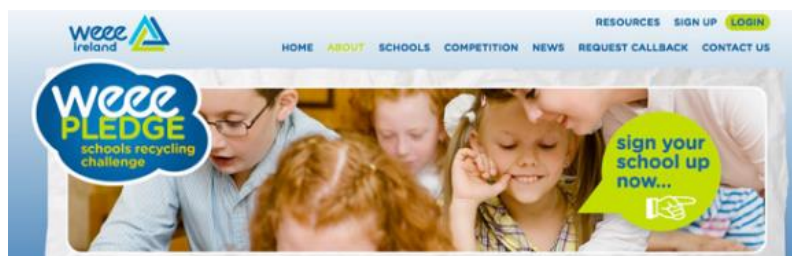 weee
ireland
RESOURCES SIGN UP LOGIN
HOME ABOUT SCHOOLS COMPETITION NEWS REQUEST CALLBACK CONTACT US
weee
PLEDGE
schools recycling
challenge
sign your
school up
now...